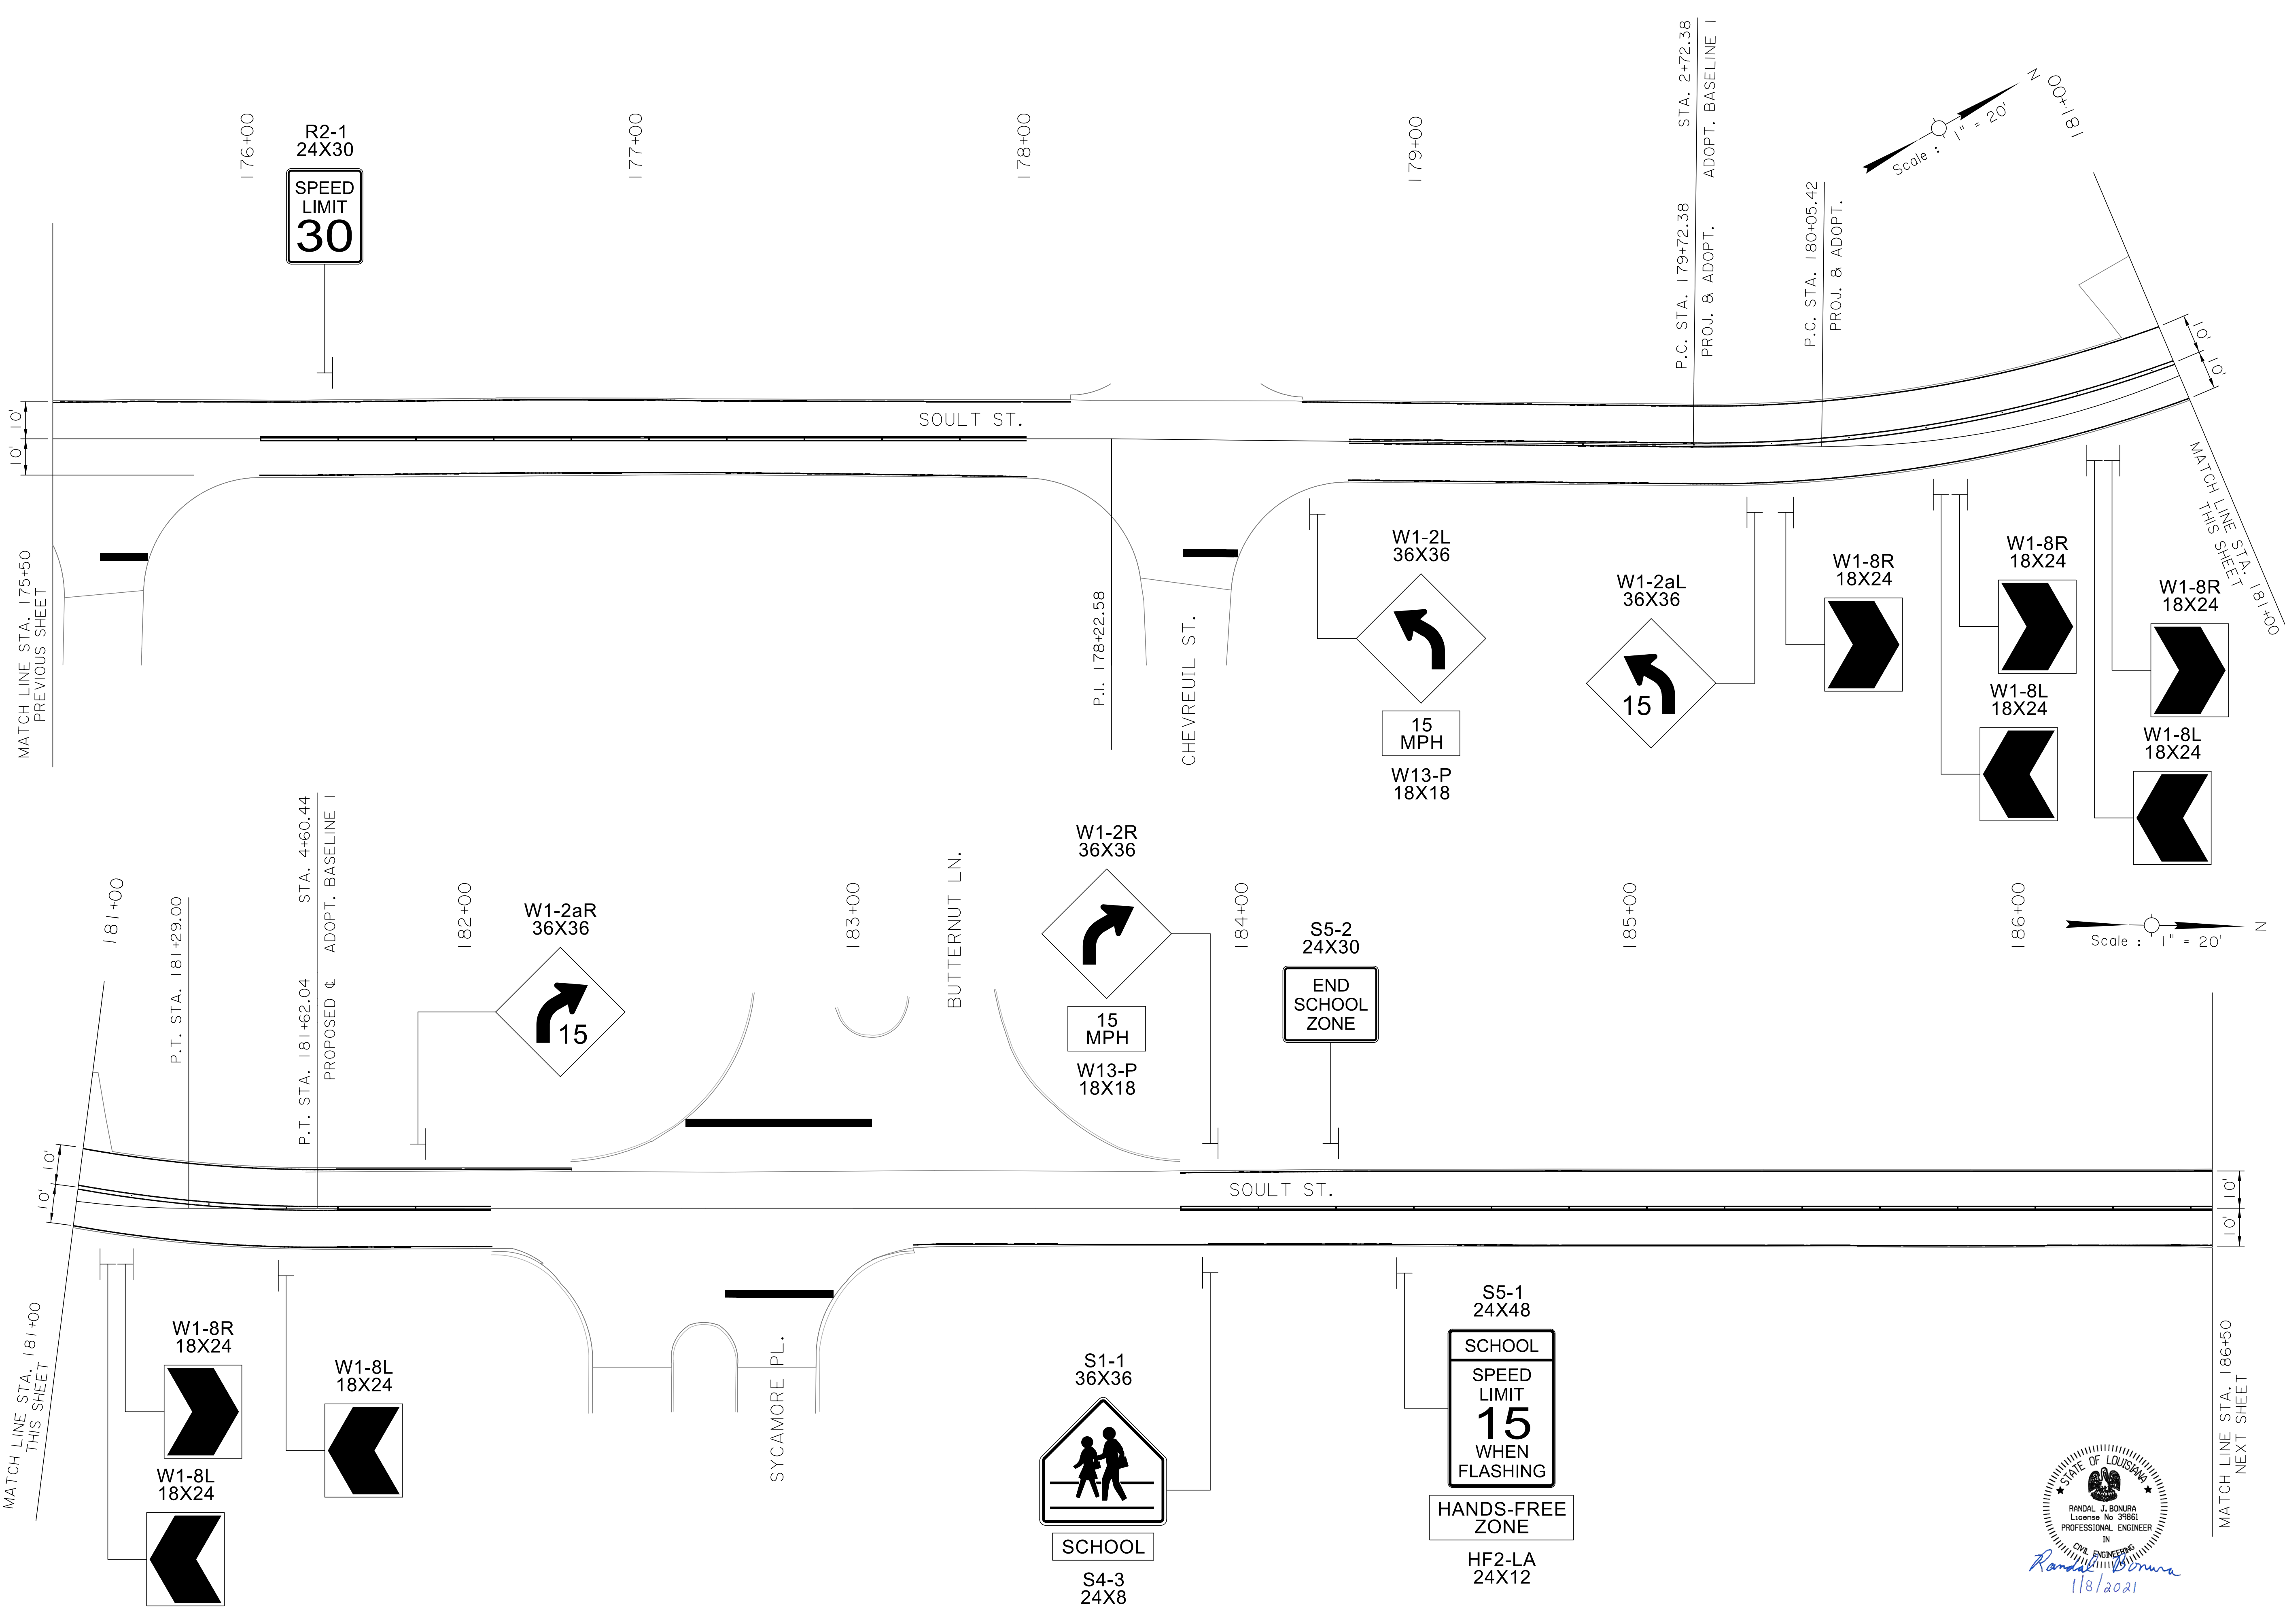 176+00
177+00
178+00
179+00
P.C. STA. 179+72.38 STA. 2+72.38
PROJ. & ADOPT. ADOPT. BASELINE 1
P.C. STA. 180+05.42
PROJ. & ADOPT.
N
Scale : 1" = 20'
181+00
R2-1
24X30
SPEED
LIMIT
30
10'
10'
SOULT ST.
10'
10'
MATCH LINE STA. 175+50
PREVIOUS SHEET
P.I. 178+22.58
CHEVREUIL ST.
W1-2L
36X36
15
MPH
W13-P
18X18
W1-2aL
36X36
15
W1-8R
18X24
W1-8R
18X24
W1-8L
18X24
W1-8R
18X24
W1-8L
18X24
MATCH LINE STA. 181+00
THIS SHEET
181+00
P.T. STA. 181+29.00
P.T. STA. 181+62.04 STA. 4+60.44
PROPOSED ℄ ADOPT. BASELINE 1
182+00
W1-2aR
36X36
15
183+00
BUTTERNUT LN.
W1-2R
36X36
15
MPH
W13-P
18X18
184+00
S5-2
24X30
END
SCHOOL
ZONE
185+00
186+00
N
Scale : 1" = 20'
10'
10'
SOULT ST.
10'
10'
MATCH LINE STA. 181+00
THIS SHEET
W1-8R
18X24
W1-8L
18X24
W1-8L
18X24
SYCAMORE PL.
S1-1
36X36
SCHOOL
S4-3
24X8
S5-1
24X48
SCHOOL
SPEED
LIMIT
15
WHEN
FLASHING
HANDS-FREE
ZONE
HF2-LA
24X12
MATCH LINE STA. 186+50
NEXT SHEET
STATE OF LOUISIANA
RANDAL J. BONURA
License No 39861
PROFESSIONAL ENGINEER
IN
CIVIL ENGINEERING
Randal Bonura
1/8/2021